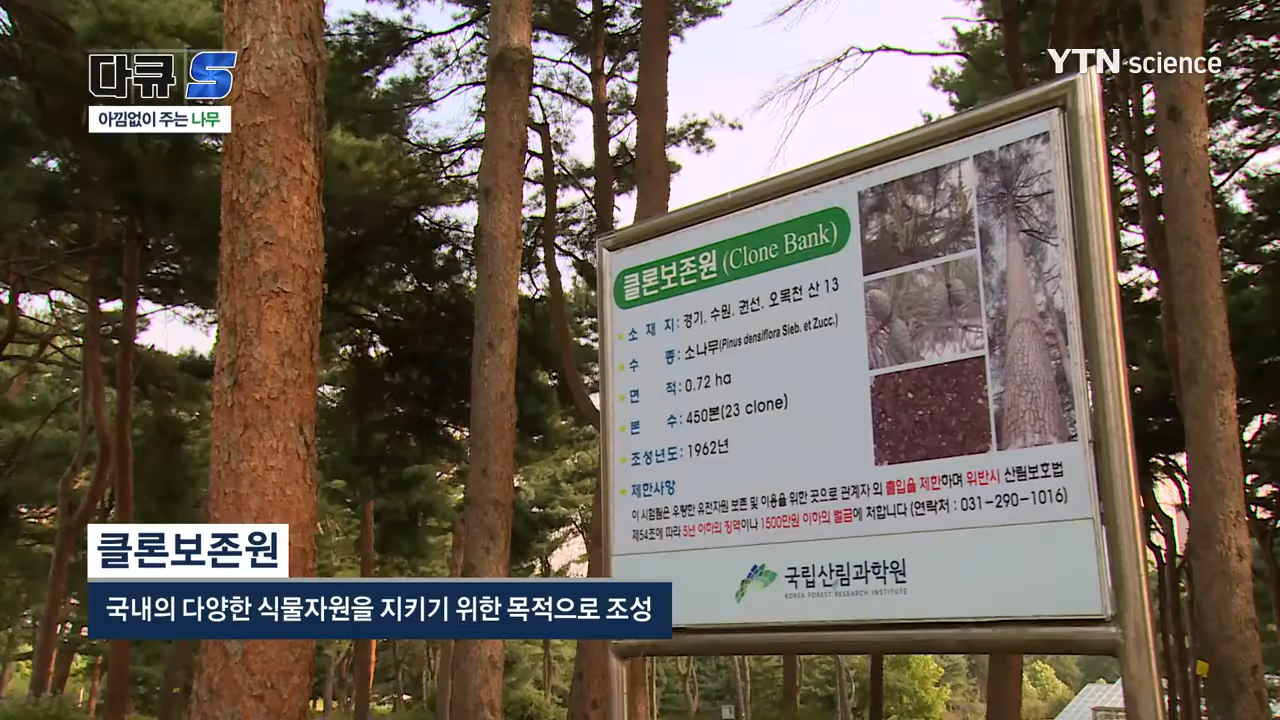 다큐 S
아낌없이 주는 나무
YTN science
클론보존원 (Clone Bank)
소 재 지 : 경기. 수원. 권선. 오목천 산 13
수 종 : 소나무(Pinus densiflora Sieb. et Zucc.)
면 적 : 0.72 ha
본 수 : 450본(23 clone)
조성년도 : 1962년
제한사항
이 시험림은 우량한 유전자원 보존 및 이용을 위한 곳으로 관계자 외 출입을 제한하며 위반시 산림보호법
제54조에 따라 5년 이하의 징역이나 1500만원 이하의 벌금에 처합니다 (연락처 : 031-290-1016)
국립산림과학원
KOREA FOREST RESEARCH INSTITUTE
클론보존원
국내의 다양한 식물자원을 지키기 위한 목적으로 조성